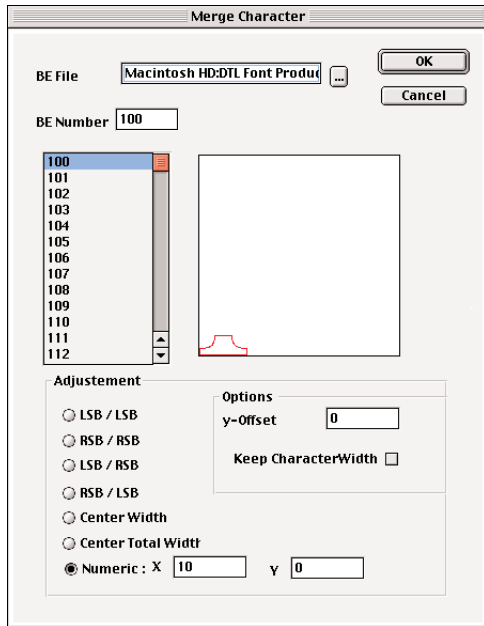 Merge Character
BE File Macintosh HD:DTL Font Produc ...
OK
Cancel
BE Number 100
100
101
102
103
104
105
106
107
108
109
110
111
112
Adjustement
LSB / LSB
RSB / RSB
LSB / RSB
RSB / LSB
Center Width
Center Total Width
Numeric : X 10 Y 0
Options
y-Offset 0
Keep CharacterWidth